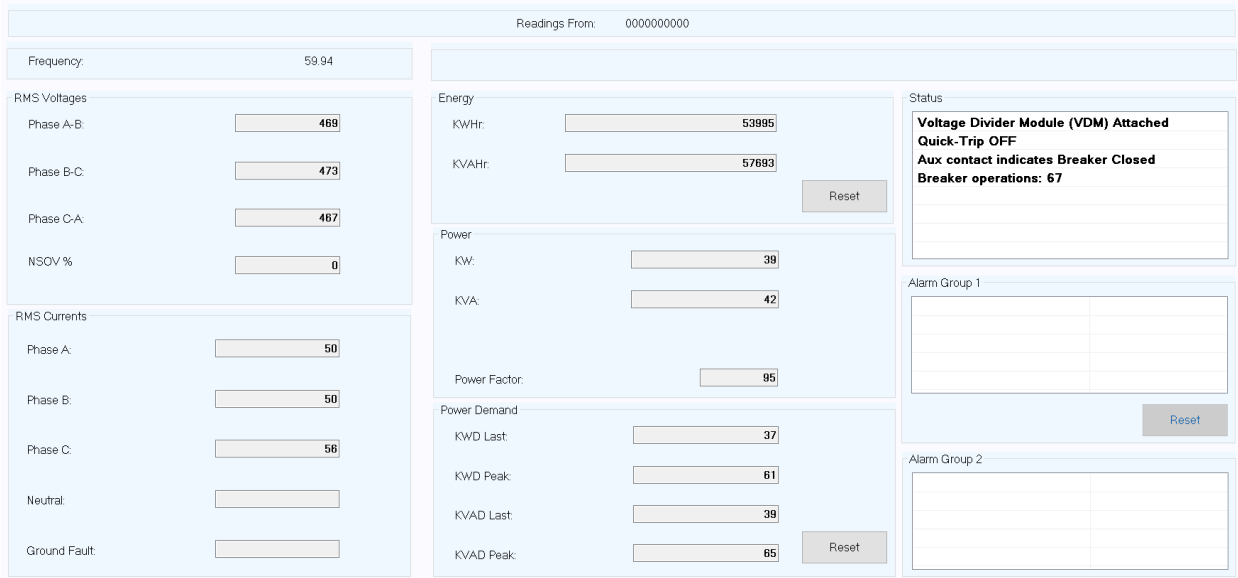 Readings From: 0000000000
Frequency: 59.94
RMS Voltages
Phase A-B: 469
Phase B-C: 473
Phase C-A: 467
NSOV % 0
RMS Currents
Phase A: 50
Phase B: 50
Phase C: 56
Neutral:
Ground Fault:
Energy
KWHr: 53995
KVAHr: 57693
Reset
Power
KW: 39
KVA: 42
Power Factor: 95
Power Demand
KWD Last: 37
KWD Peak: 61
KVAD Last: 39
KVAD Peak: 65
Reset
Status
Voltage Divider Module (VDM) Attached
Quick-Trip OFF
Aux contact indicates Breaker Closed
Breaker operations: 67
Alarm Group 1
Reset
Alarm Group 2